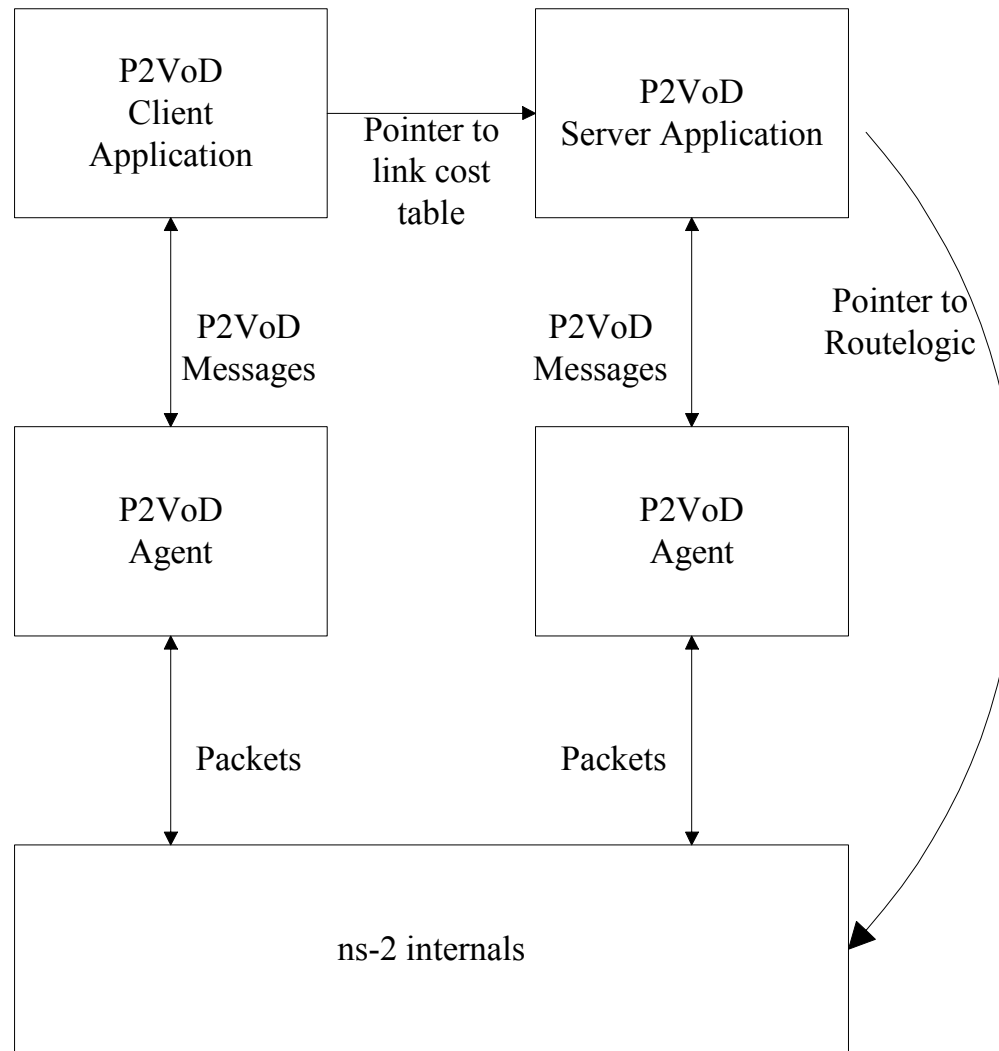 P2VoD
Client
Application
Pointer to
link cost
table
P2VoD
Server Application
Pointer to
Routelogic
P2VoD
Messages
P2VoD
Messages
P2VoD
Agent
P2VoD
Agent
Packets
Packets
ns-2 internals